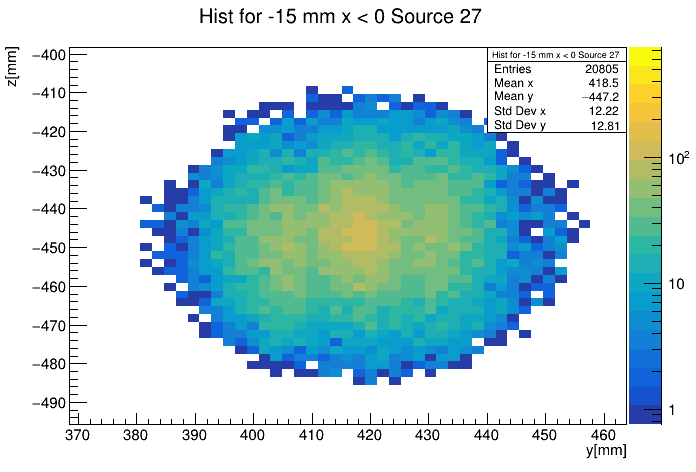 Hist for -15 mm x < 0 Source 27
z[mm]
Hist for -15 mm x < 0 Source 27
Entries 20805
Mean x 418.5
Mean y −447.2
Std Dev x 12.22
Std Dev y 12.81
−400
−410
−420
−430
−440
−450
−460
−470
−480
−490
10²
10
1
370 380 390 400 410 420 430 440 450 460
y[mm]